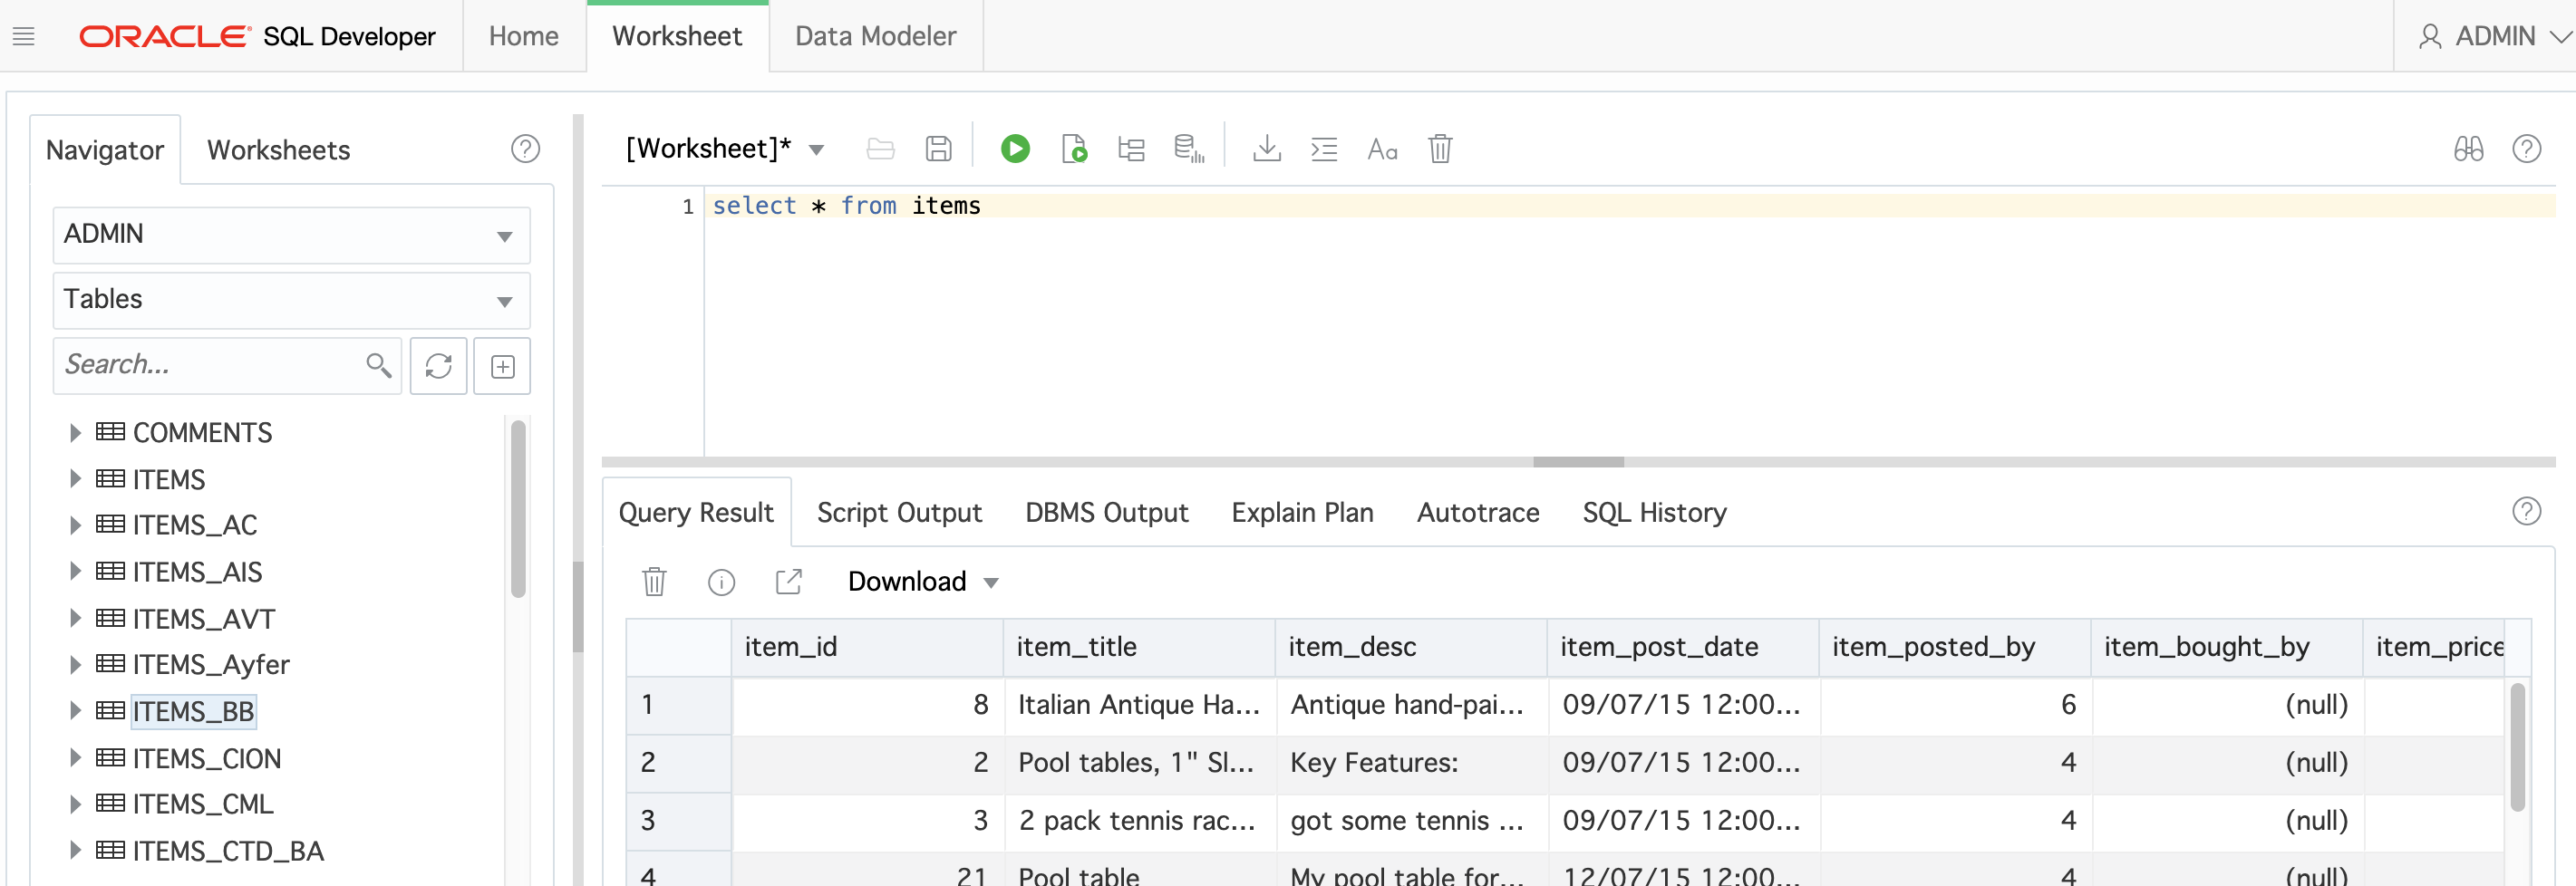 ORACLE SQL Developer Home Worksheet Data Modeler ADMIN
Navigator Worksheets
ADMIN
Tables
Search...
COMMENTS
ITEMS
ITEMS_AC
ITEMS_AIS
ITEMS_AVT
ITEMS_Ayfer
ITEMS_BB
ITEMS_CION
ITEMS_CML
ITEMS_CTD_BA
[Worksheet]* Aa
1 select * from items
Query Result Script Output DBMS Output Explain Plan Autotrace SQL History
Download
item_id item_title item_desc item_post_date item_posted_by item_bought_by item_price
1 8 Italian Antique Ha... Antique hand-pai... 09/07/15 12:00... 6 (null)
2 2 Pool tables, 1" Sl... Key Features: 09/07/15 12:00... 4 (null)
3 3 2 pack tennis rac... got some tennis ... 09/07/15 12:00... 4 (null)
4 21 Pool table My pool table for... 12/07/15 12:00... 4 (null)